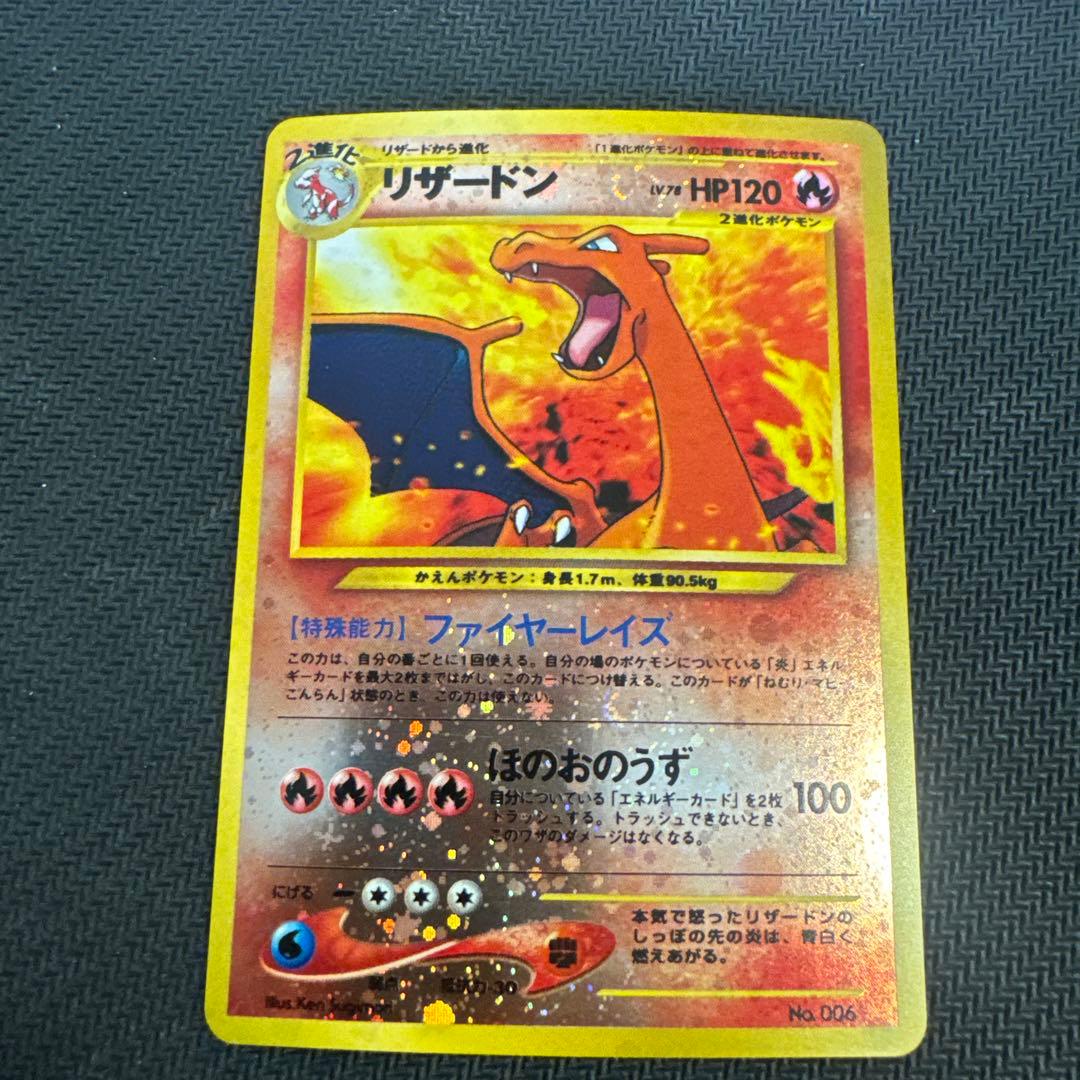 2進化
リザードから進化
「1進化ポケモン」の上に重ねて進化させます。
リザードン
LV.78 HP120
2進化ポケモン
かえんポケモン：身長1.7m、体重90.5kg
【特殊能力】ファイヤーレイズ
この力は、自分の番ごとに1回使える。自分の場のポケモンについている「炎」エネル
ギーカードを最大2枚まではがし、このカードにつけ替える。このカードが「ねむり・マヒ・
こんらん」状態のとき、この力は使えない。
ほのおのうず
100
自分についている「エネルギーカード」を2枚
トラッシュする。トラッシュできないとき、
このワザのダメージはなくなる。
にげる
弱点
抵抗力-30
本気で怒ったリザードンの
しっぽの先の炎は、青白く
燃えあがる。
Illus.Ken Sugimori
No.006